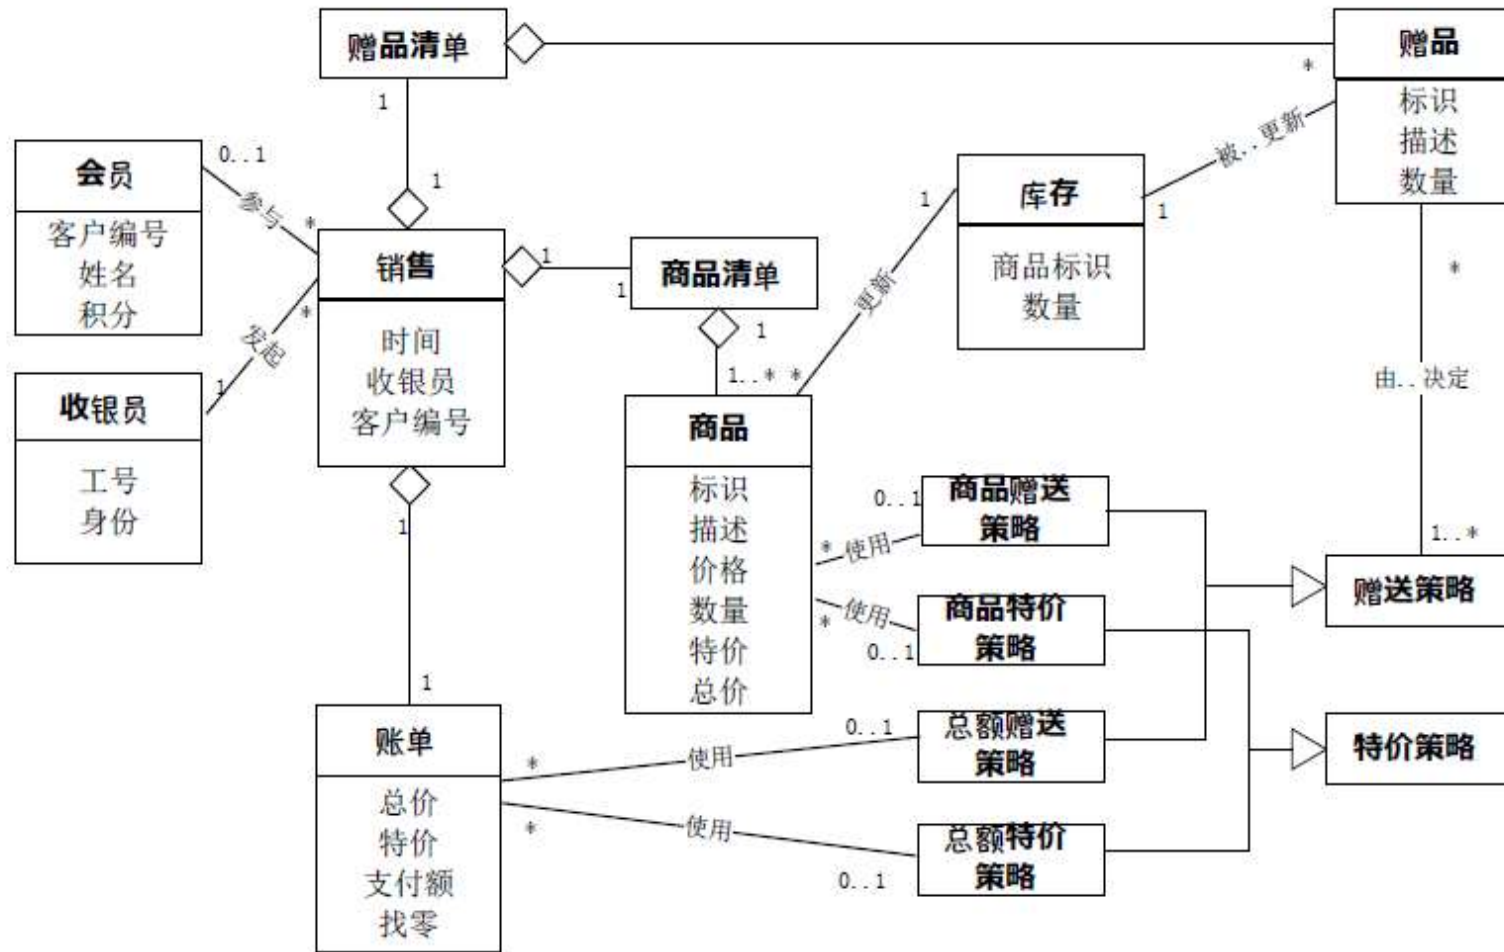 赠品清单
1
1
赠品
*
标识
描述
数量
会员
客户编号
姓名
积分
0..1
参与
*
收银员
工号
身份
1
发起
*
销售
时间
收银员
客户编号
1
1
商品清单
1
1..*
*
更新
1
库存
商品标识
数量
1
被..更新
商品
标识
描述
价格
数量
特价
总价
*
使用
0..1
商品赠送
策略
*
使用
0..1
商品特价
策略
*
由..决定
1..*
赠送策略
特价策略
1
1
账单
总价
特价
支付额
找零
*
使用
0..1
总额赠送
策略
*
使用
0..1
总额特价
策略